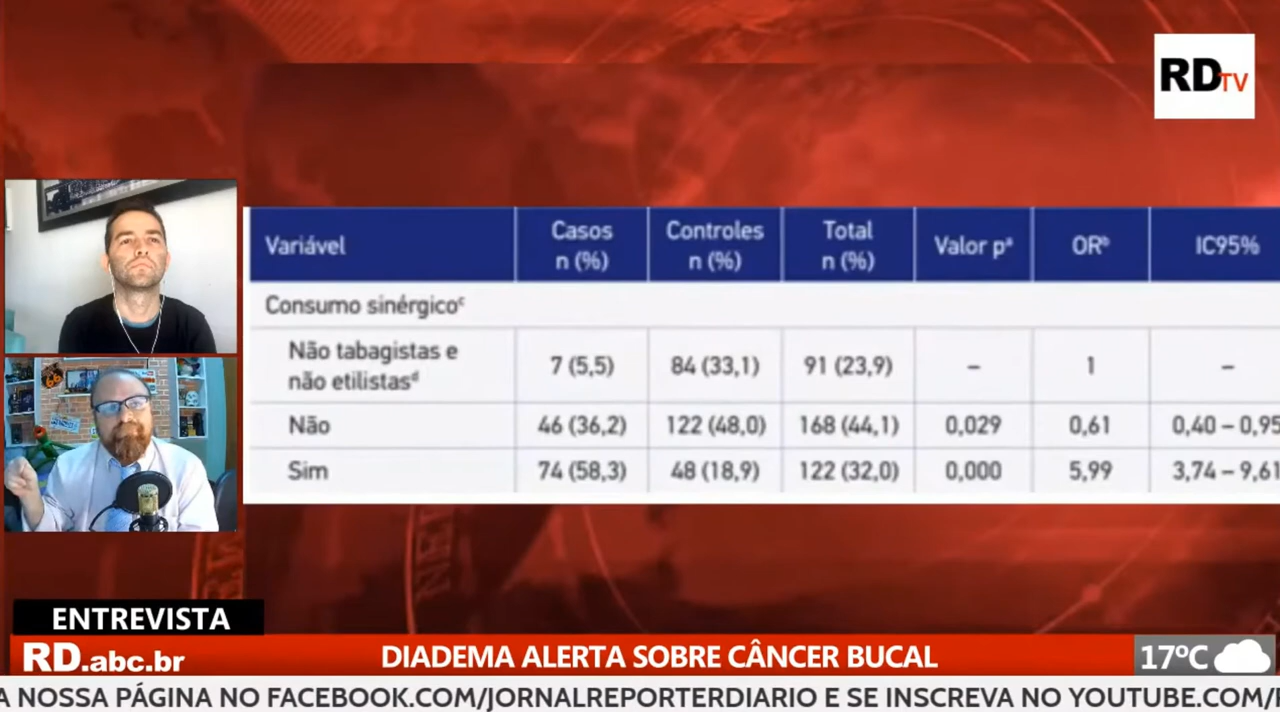 RDTV
Variável
Casos
n (%)
Controles
n (%)
Total
n (%)
Valor pᵃ
ORᵇ
IC95%
Consumo sinérgicoᶜ
Não tabagistas e
não etilistasᵈ
7 (5,5)
84 (33,1)
91 (23,9)
–
1
–
Não
46 (36,2)
122 (48,0)
168 (44,1)
0,029
0,61
0,40 – 0,95
Sim
74 (58,3)
48 (18,9)
122 (32,0)
0,000
5,99
3,74 – 9,61
ENTREVISTA
RD.abc.br
DIADEMA ALERTA SOBRE CÂNCER BUCAL
17ºC
A NOSSA PÁGINA NO FACEBOOK.COM/JORNALREPORTERDIARIO E SE INSCREVA NO YOUTUBE.COM/